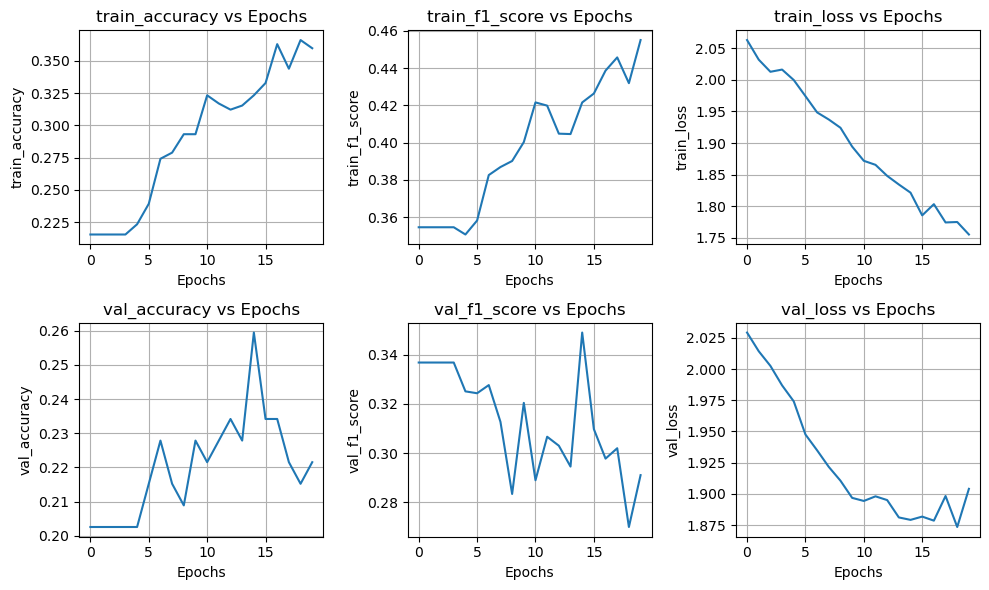 train_accuracy vs Epochs
train_accuracy
0.350
0.325
0.300
0.275
0.250
0.225
0 5 10 15
Epochs
train_f1_score vs Epochs
train_f1_score
0.46
0.44
0.42
0.40
0.38
0.36
0 5 10 15
Epochs
train_loss vs Epochs
train_loss
2.05
2.00
1.95
1.90
1.85
1.80
1.75
0 5 10 15
Epochs
val_accuracy vs Epochs
val_accuracy
0.26
0.25
0.24
0.23
0.22
0.21
0.20
0 5 10 15
Epochs
val_f1_score vs Epochs
val_f1_score
0.34
0.32
0.30
0.28
0 5 10 15
Epochs
val_loss vs Epochs
val_loss
2.025
2.000
1.975
1.950
1.925
1.900
1.875
0 5 10 15
Epochs